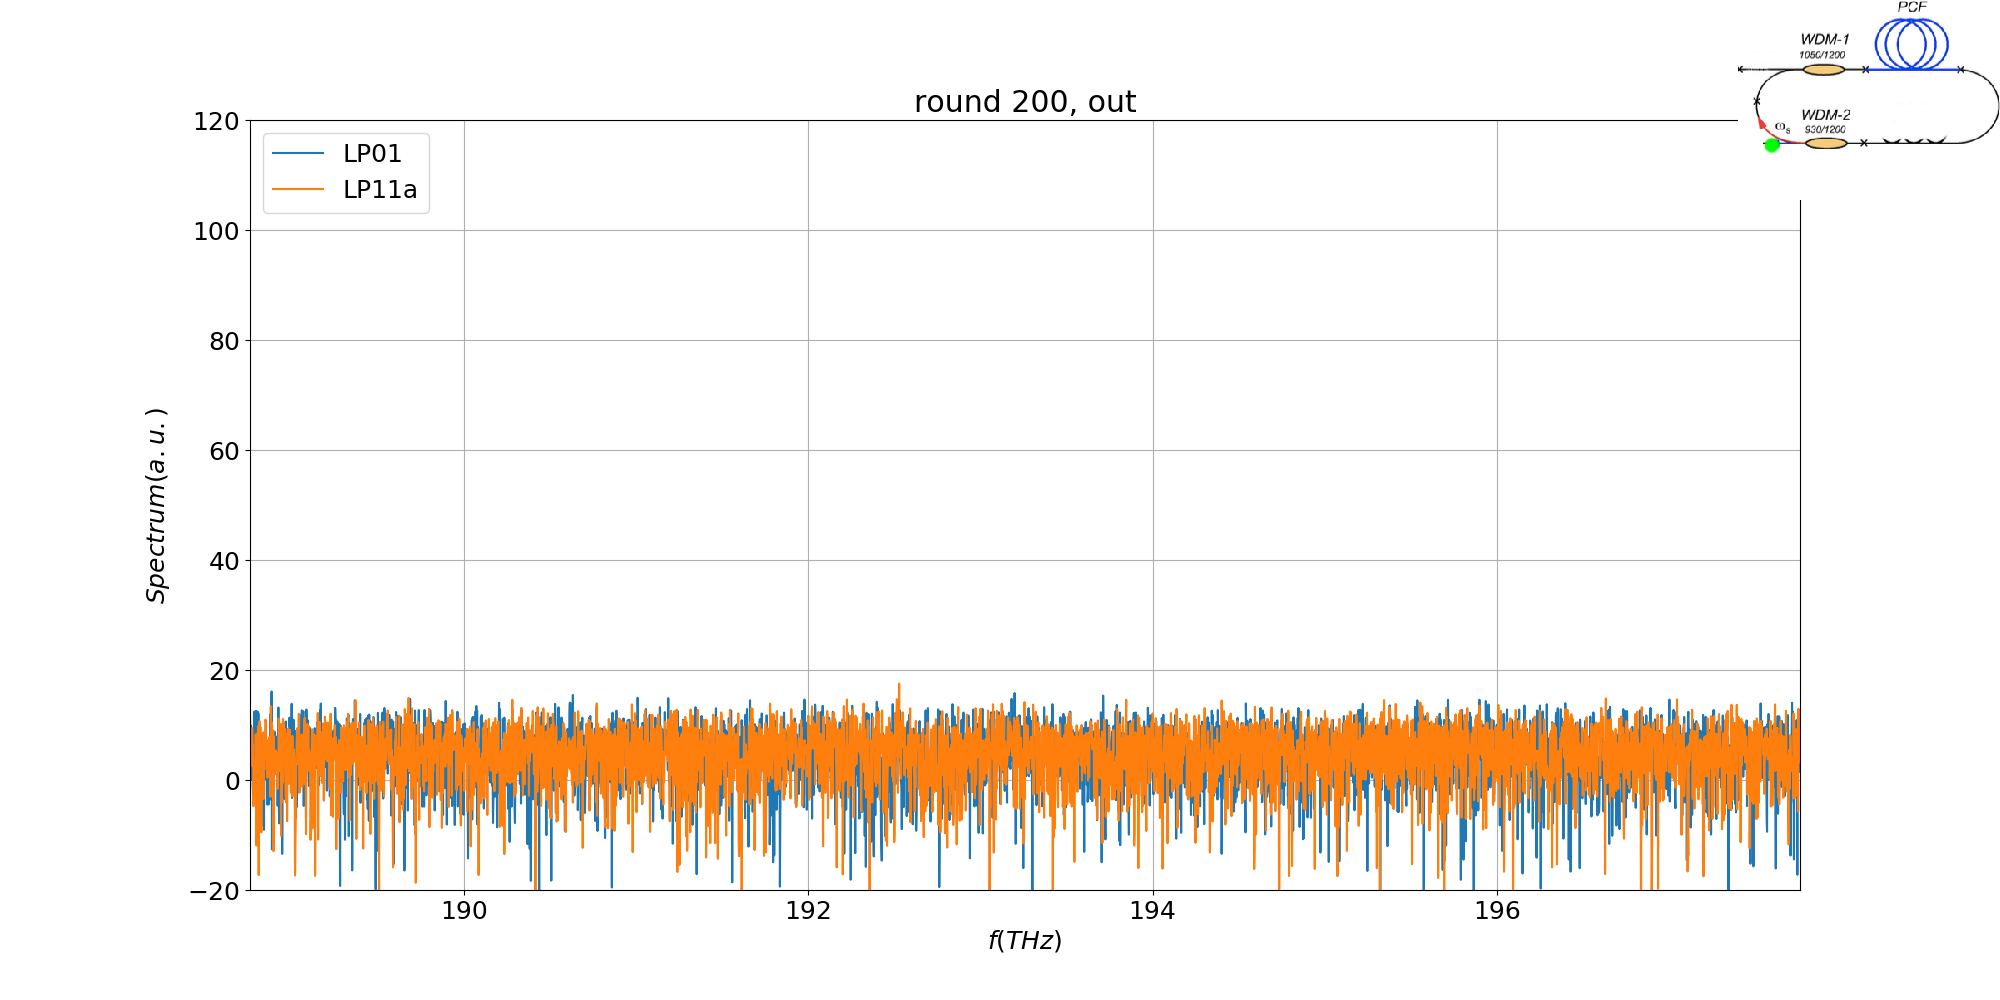 PCF
WDM-1
1050/1200
WDM-2
930/1200
ωs
round 200, out
LP01
LP11a
120
100
80
60
40
20
0
−20
190
192
194
196
Spectrum(a.u.)
f(THz)